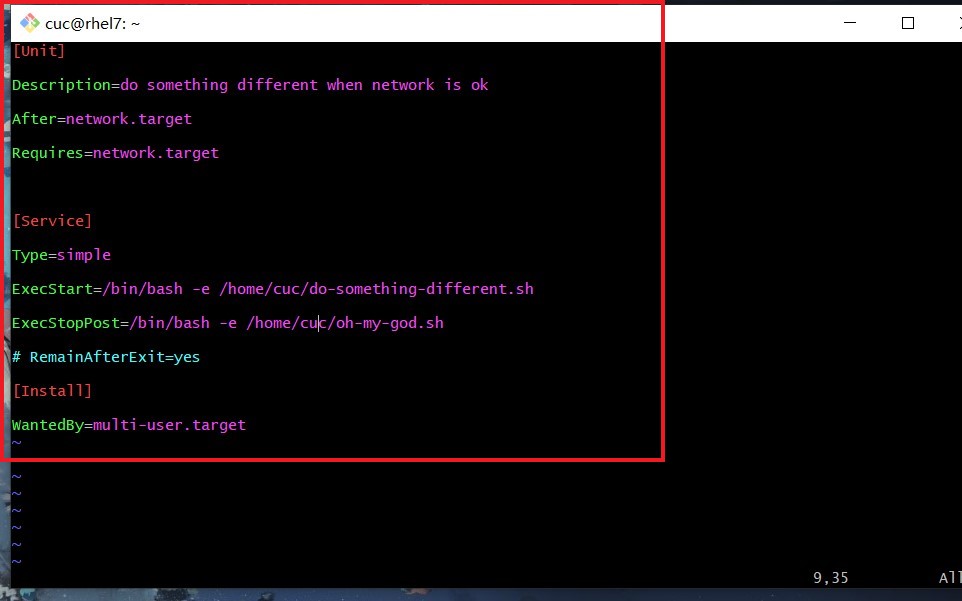 cuc@rhel7: ~
[Unit]
Description=do something different when network is ok
After=network.target
Requires=network.target
[Service]
Type=simple
ExecStart=/bin/bash -e /home/cuc/do-something-different.sh
ExecStopPost=/bin/bash -e /home/cuc/oh-my-god.sh
# RemainAfterExit=yes
[Install]
WantedBy=multi-user.target
~
~
~
~
~
~
~
9,35 All